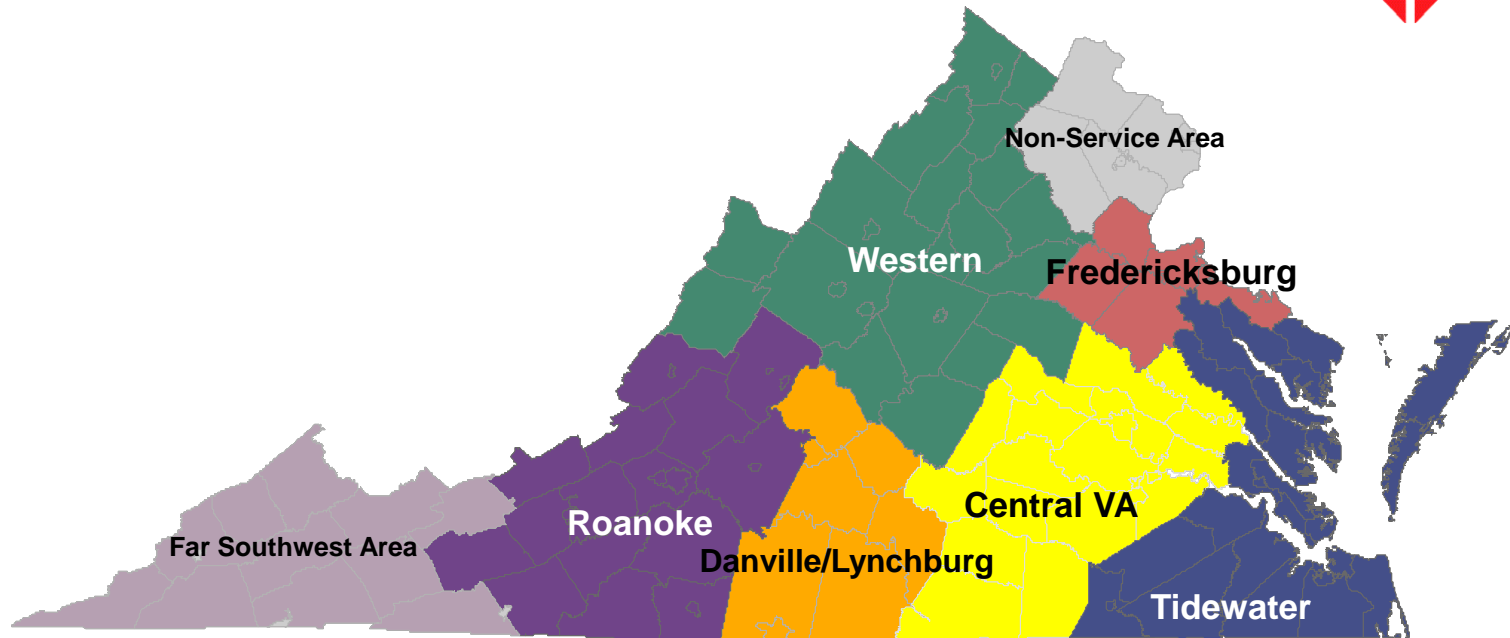 Non-Service Area
Western
Fredericksburg
Central VA
Roanoke
Far Southwest Area
Danville/Lynchburg
Tidewater